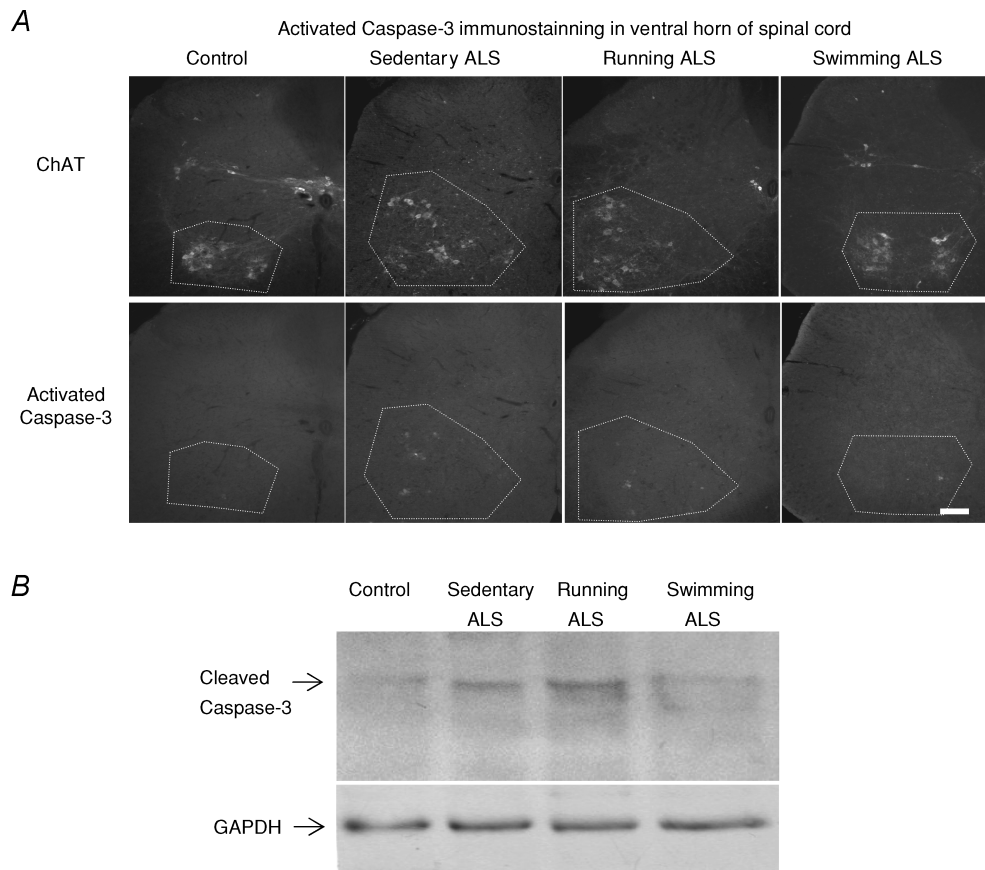 A
Activated Caspase-3 immunostainning in ventral horn of spinal cord
Control Sedentary ALS Running ALS Swimming ALS
ChAT
Activated
Caspase-3
B
Control Sedentary Running Swimming
ALS ALS ALS
Cleaved
Caspase-3
GAPDH